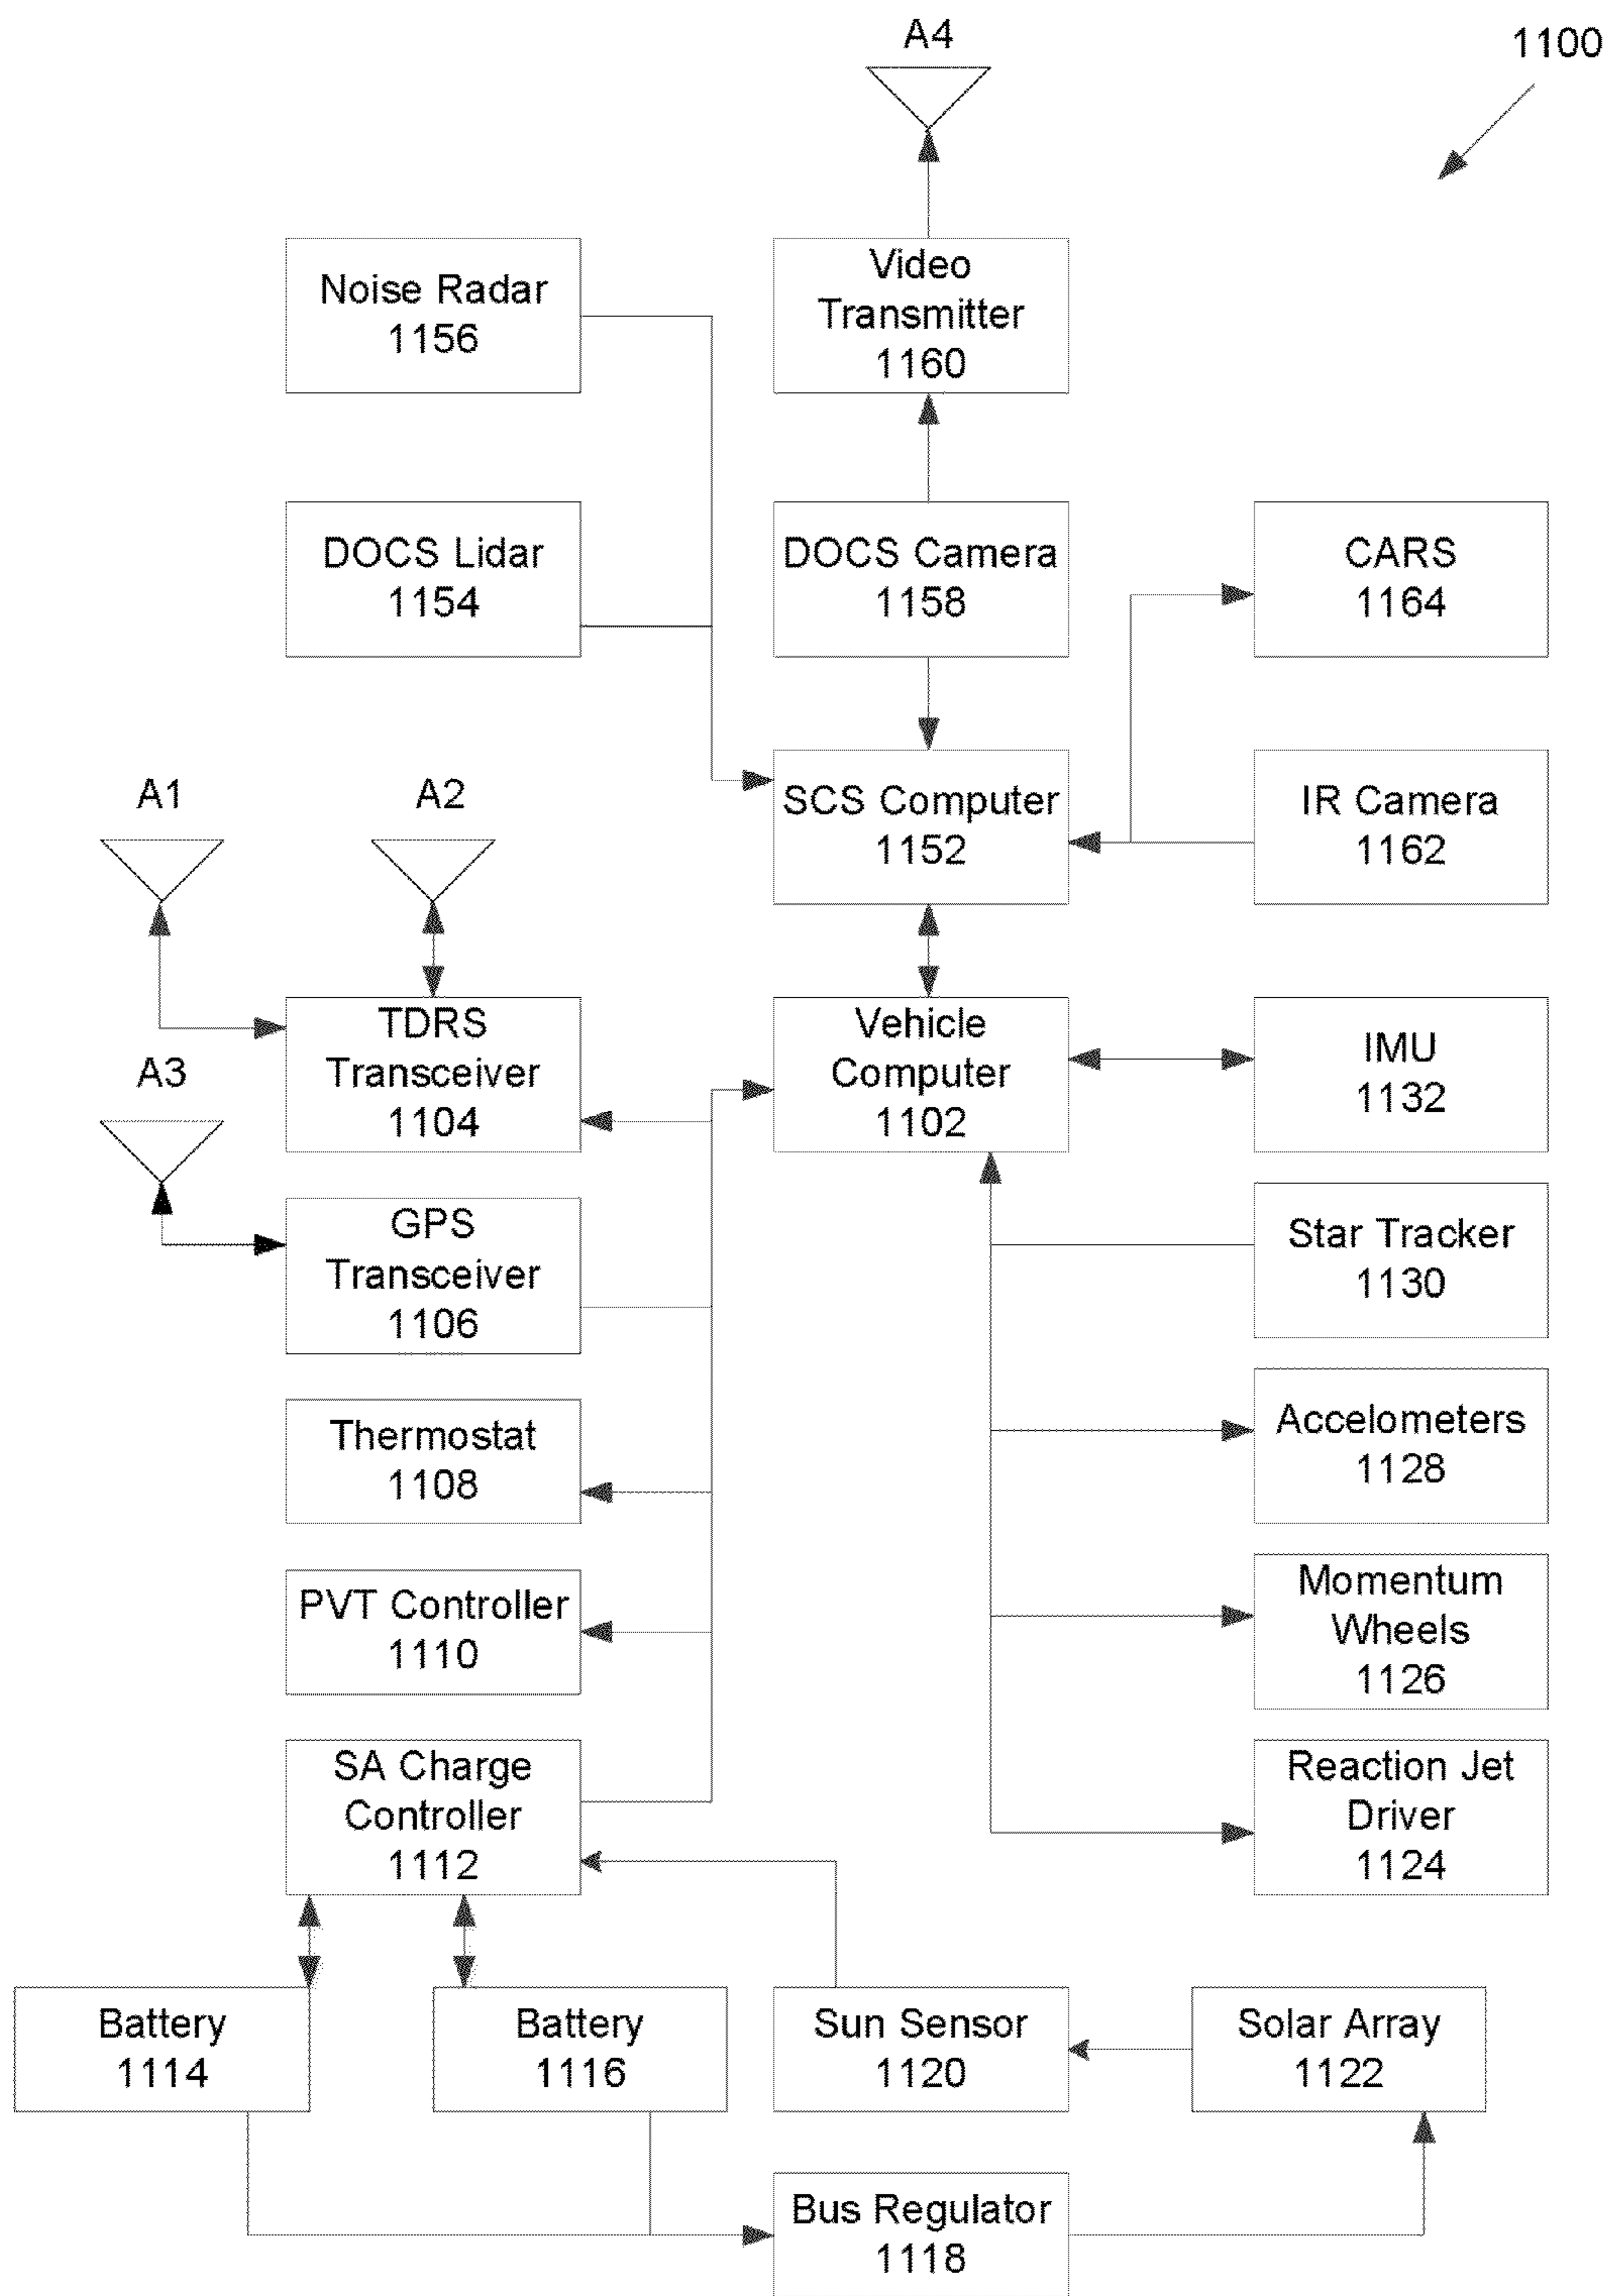 A4
1100
Noise Radar
1156
Video
Transmitter
1160
DOCS Lidar
1154
DOCS Camera
1158
CARS
1164
A1
A2
SCS Computer
1152
IR Camera
1162
A3
TDRS
Transceiver
1104
Vehicle
Computer
1102
IMU
1132
GPS
Transceiver
1106
Star Tracker
1130
Thermostat
1108
Accelometers
1128
PVT Controller
1110
Momentum
Wheels
1126
SA Charge
Controller
1112
Reaction Jet
Driver
1124
Battery
1114
Battery
1116
Sun Sensor
1120
Solar Array
1122
Bus Regulator
1118